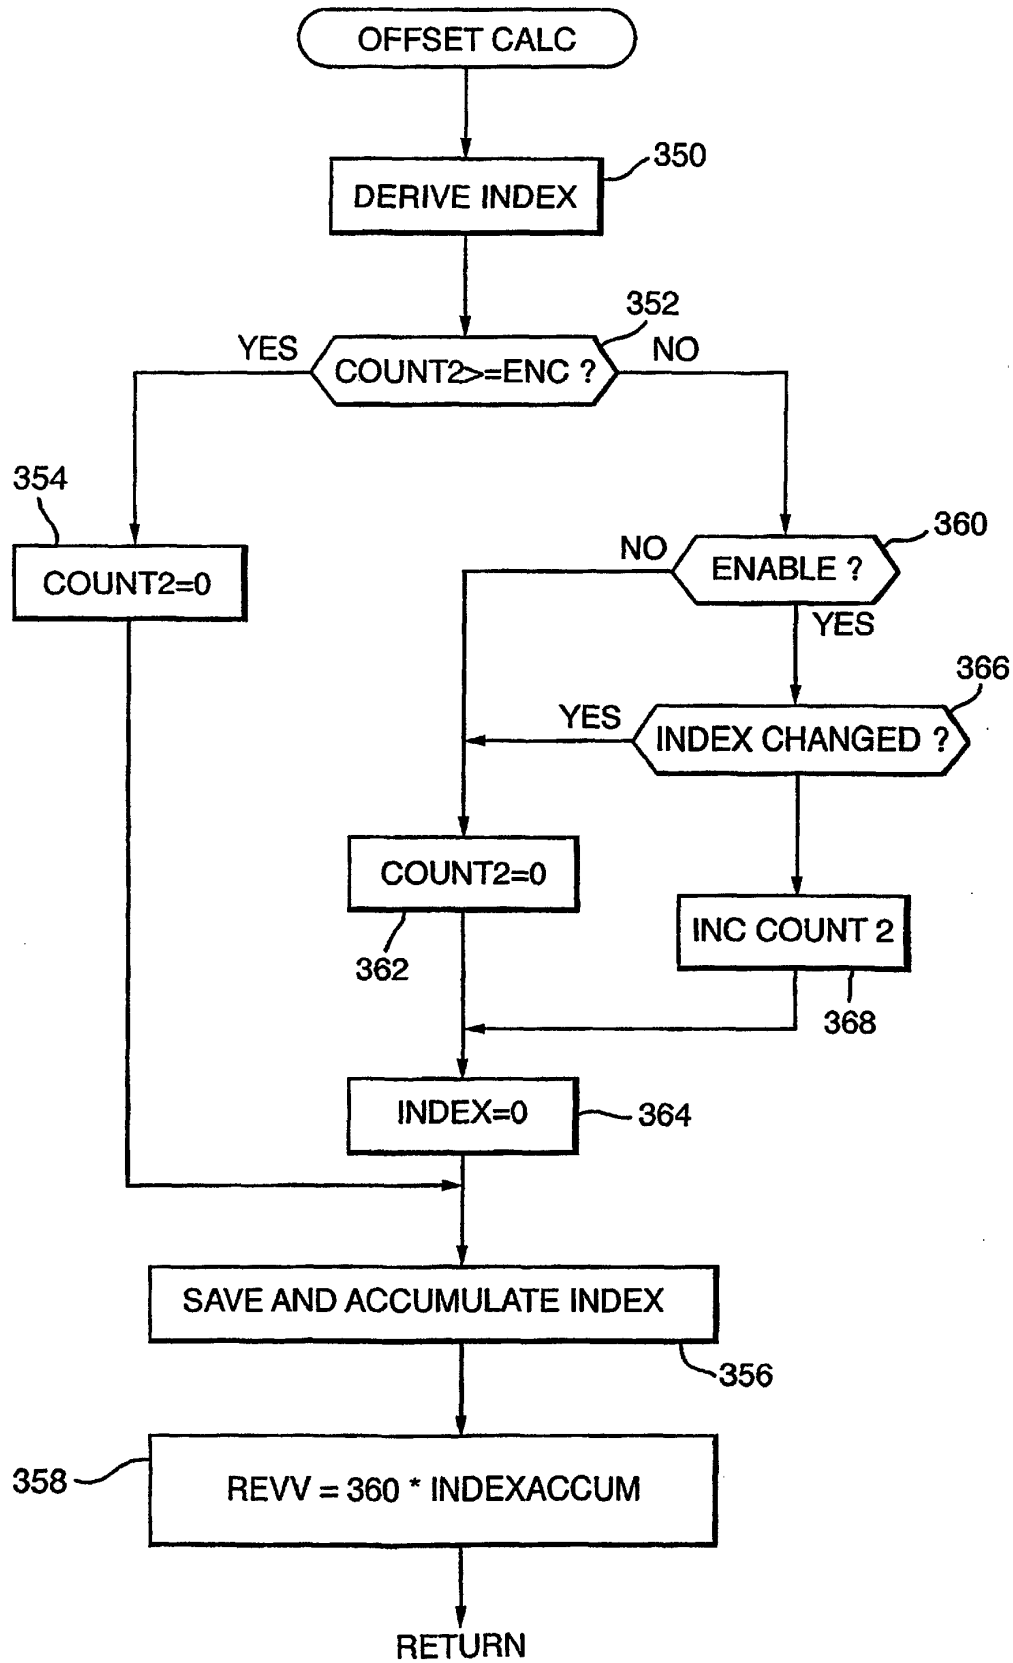 OFFSET CALC
350
DERIVE INDEX
352
YES
NO
COUNT2>=ENC ?
354
360
NO
ENABLE ?
COUNT2=0
YES
366
YES
INDEX CHANGED ?
COUNT2=0
INC COUNT 2
362
368
INDEX=0
364
SAVE AND ACCUMULATE INDEX
356
358
REVV = 360 * INDEXACCUM
RETURN